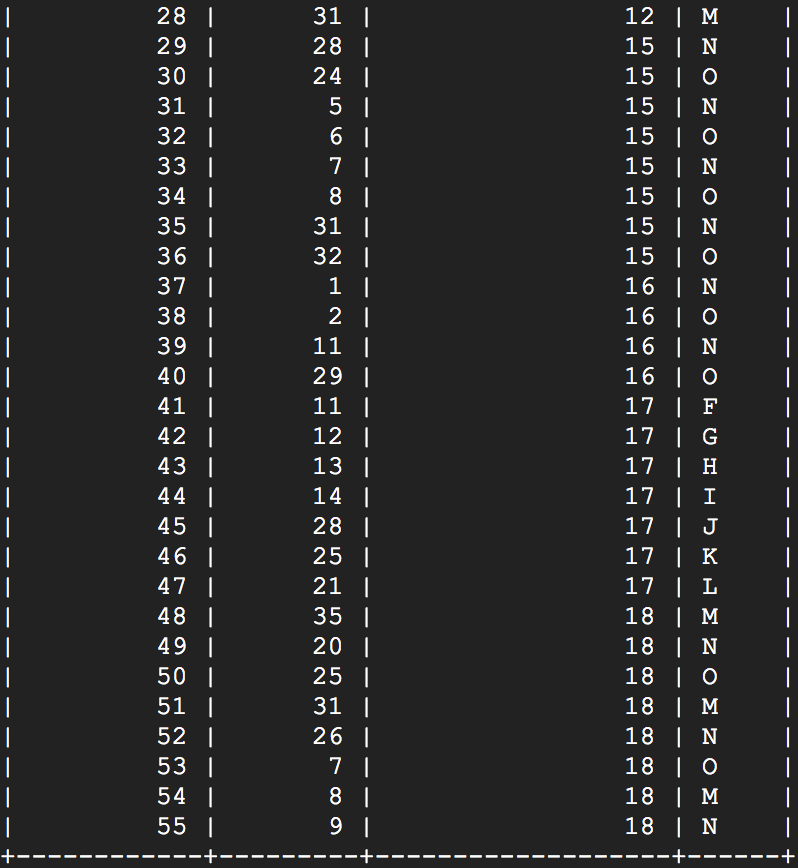 | 28 | 31 | 12 | M |
| 29 | 28 | 15 | N |
| 30 | 24 | 15 | O |
| 31 | 5 | 15 | N |
| 32 | 6 | 15 | O |
| 33 | 7 | 15 | N |
| 34 | 8 | 15 | O |
| 35 | 31 | 15 | N |
| 36 | 32 | 15 | O |
| 37 | 1 | 16 | N |
| 38 | 2 | 16 | O |
| 39 | 11 | 16 | N |
| 40 | 29 | 16 | O |
| 41 | 11 | 17 | F |
| 42 | 12 | 17 | G |
| 43 | 13 | 17 | H |
| 44 | 14 | 17 | I |
| 45 | 28 | 17 | J |
| 46 | 25 | 17 | K |
| 47 | 21 | 17 | L |
| 48 | 35 | 18 | M |
| 49 | 20 | 18 | N |
| 50 | 25 | 18 | O |
| 51 | 31 | 18 | M |
| 52 | 26 | 18 | N |
| 53 | 7 | 18 | O |
| 54 | 8 | 18 | M |
| 55 | 9 | 18 | N |
+------------+---------+------------------+------+